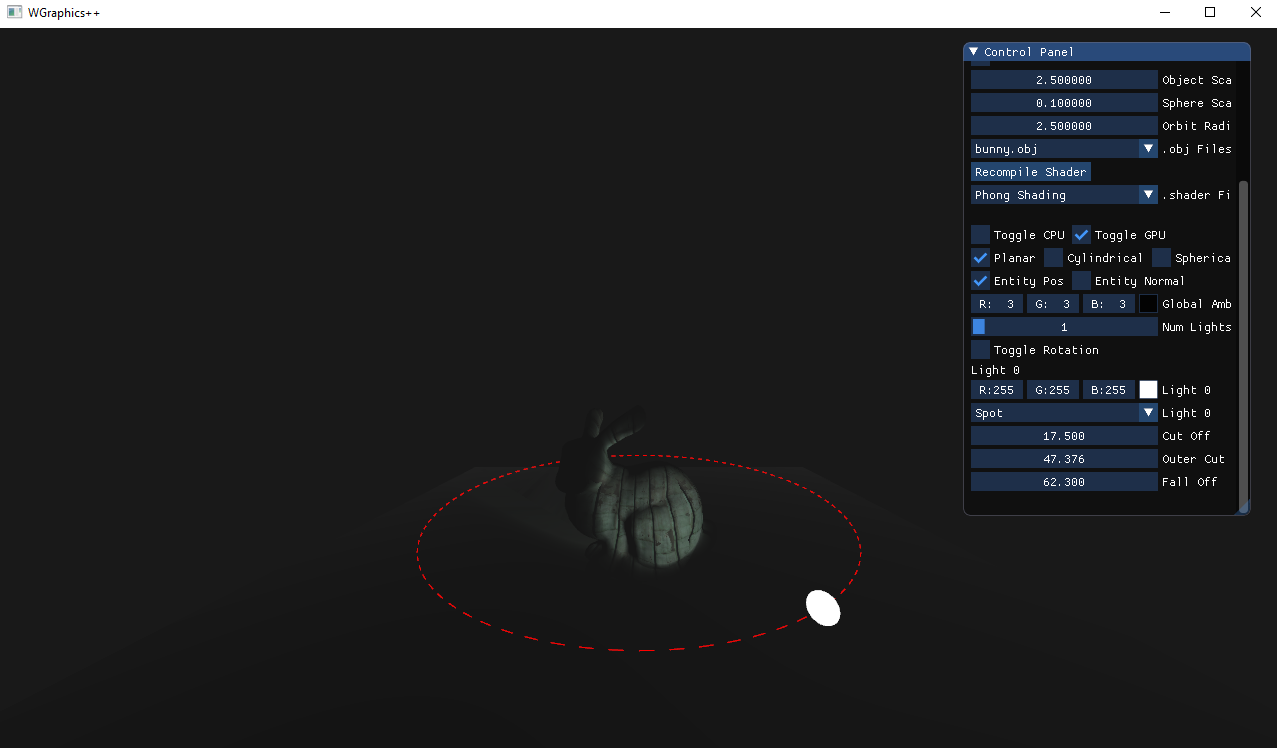 WGraphics++
Control Panel
2.500000 Object Sca
0.100000 Sphere Sca
2.500000 Orbit Radi
bunny.obj .obj Files
Recompile Shader
Phong Shading .shader Fi
Toggle CPU Toggle GPU
Planar Cylindrical Spherica
Entity Pos Entity Normal
R: 3 G: 3 B: 3 Global Amb
1 Num Lights
Toggle Rotation
Light 0
R:255 G:255 B:255 Light 0
Spot Light 0
17.500 Cut Off
47.376 Outer Cut
62.300 Fall Off